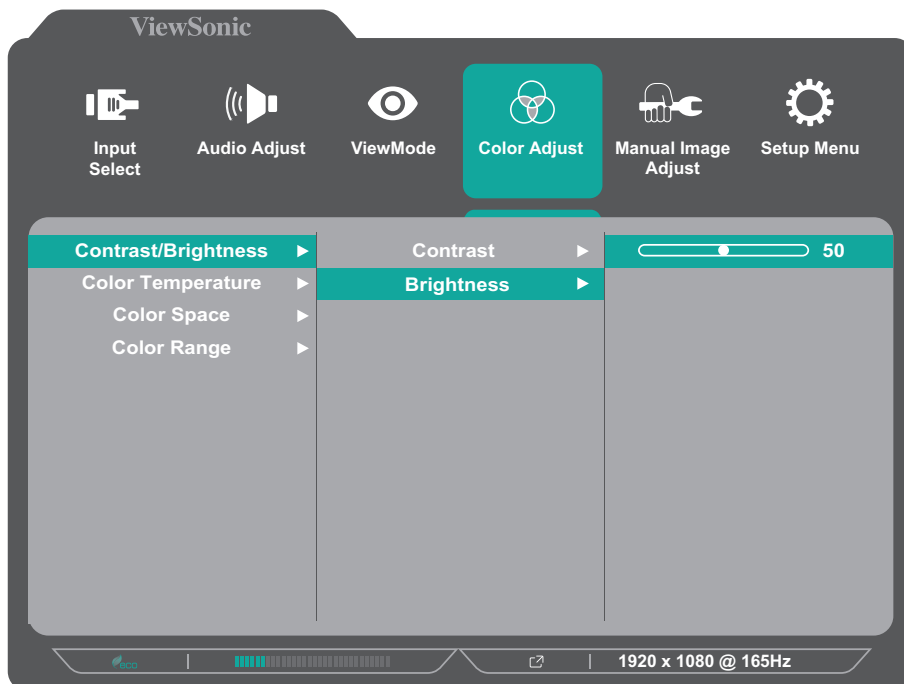 ViewSonic
Input
Select
Audio Adjust
ViewMode
Color Adjust
Manual Image
Adjust
Setup Menu
Contrast/Brightness
Contrast
50
Color Temperature
Brightness
Color Space
Color Range
eco
1920 x 1080 @ 165Hz